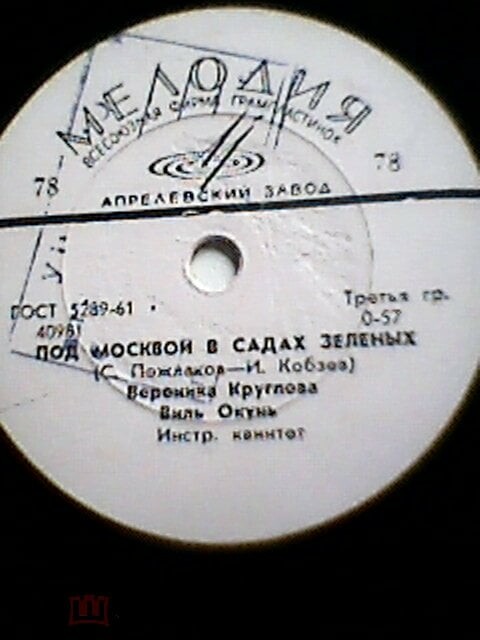 МЕЛОДИЯ
ВСЕСОЮЗНАЯ ФИРМА ГРАМПЛАСТИНОК
78 78
АПРЕЛЕВСКИЙ ЗАВОД
ГОСТ 5289-61 Третья гр.
40981 0-57
ПОД МОСКВОЙ В САДАХ ЗЕЛЕНЫХ
(С. Пожлаков—И. Кобзев)
Вероника Круглова
Виль Окунь
Инстр. квинтет